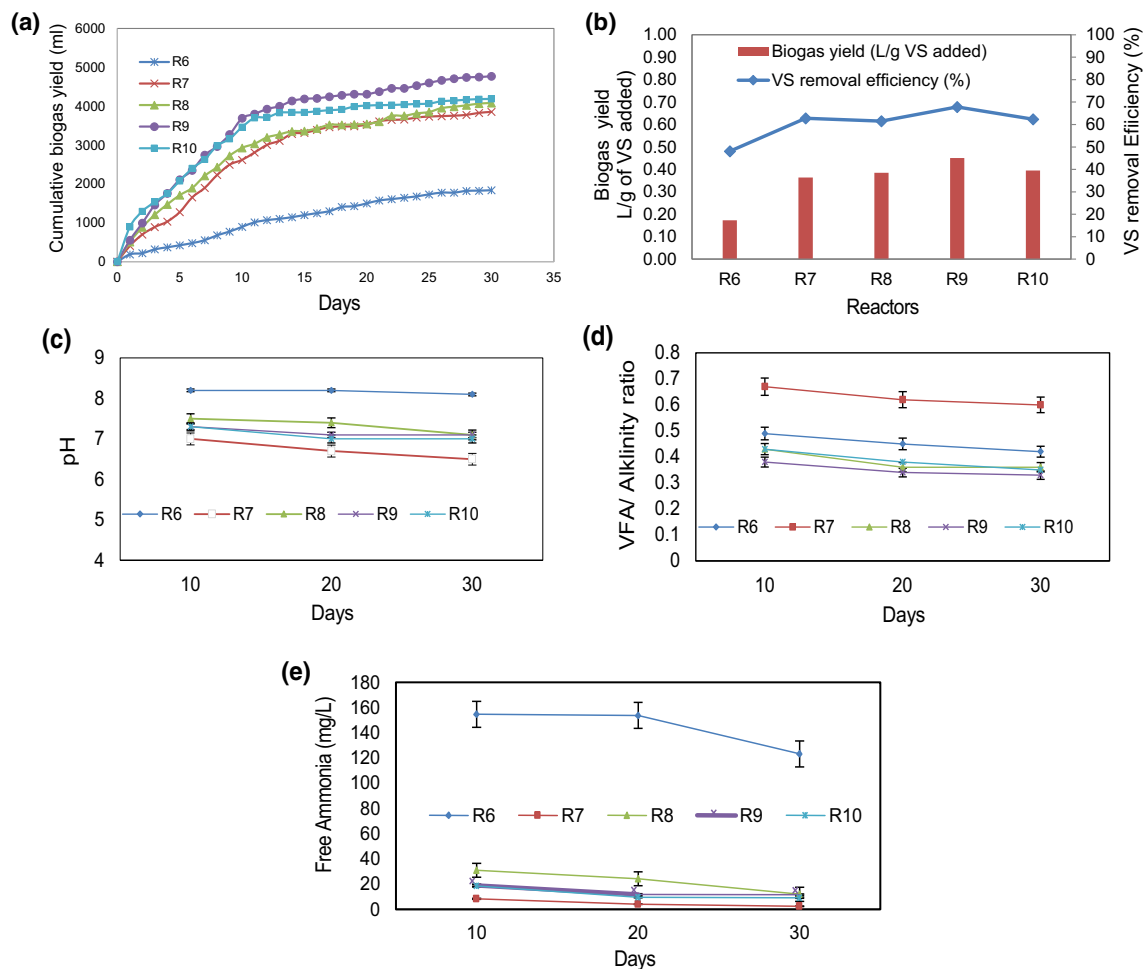 (a)
Cumulative biogas yield (ml)
6000
5000
4000
3000
2000
1000
0
R6
R7
R8
R9
R10
0 5 10 15 20 25 30 35
Days
(b)
Biogas yield
L/g of VS added)
1.00
0.90
0.80
0.70
0.60
0.50
0.40
0.30
0.20
0.10
0.00
Biogas yield (L/g VS added)
VS removal efficiency (%)
100
90
80
70
60
50
40
30
20
10
0
VS removal Efficiency (%)
R6 R7 R8 R9 R10
Reactors
(c)
pH
9
8
7
6
5
4
R6 R7 R8 R9 R10
10 20 30
Days
(d)
VFA/ Alklinity ratio
0.8
0.7
0.6
0.5
0.4
0.3
0.2
0.1
0
R6 R7 R8 R9 R10
10 20 30
Days
(e)
Free Ammonia (mg/L)
180
160
140
120
100
80
60
40
20
0
R6 R7 R8 R9 R10
10 20 30
Days